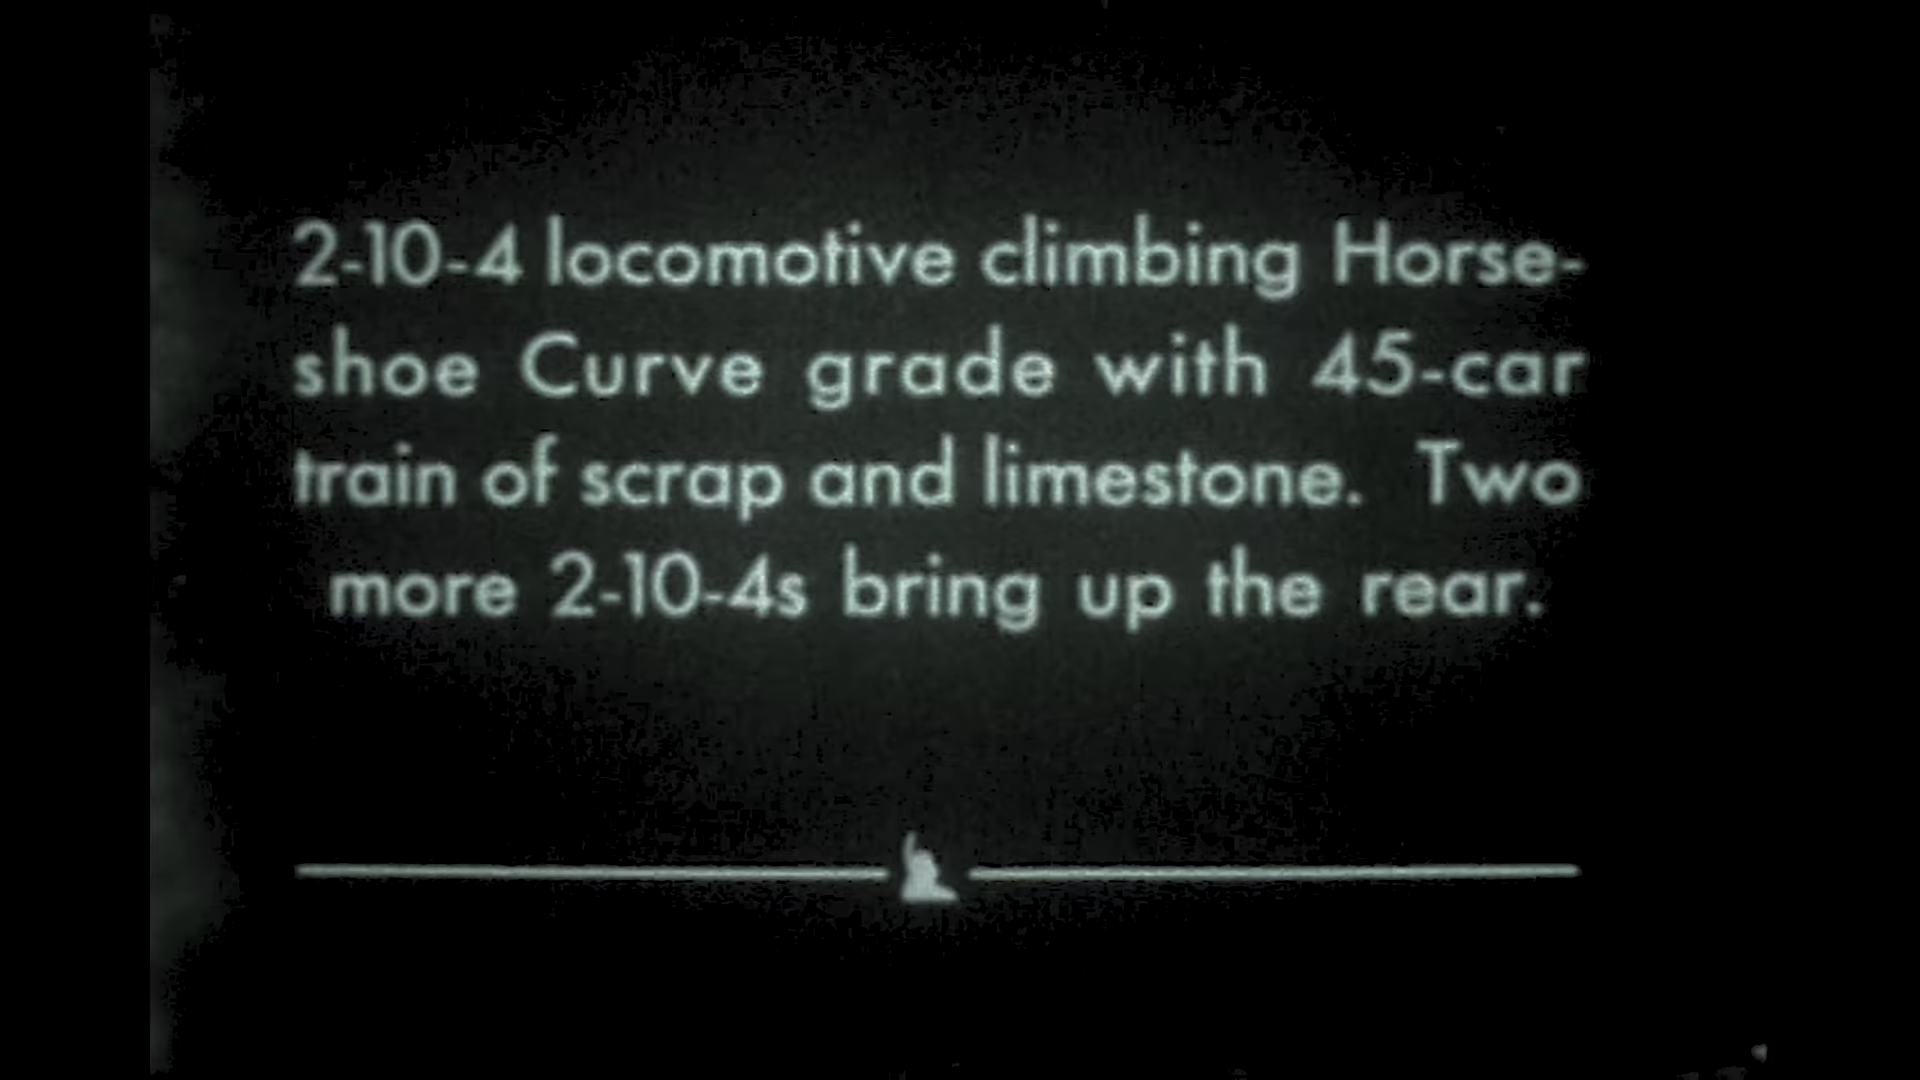 2-10-4 locomotive climbing Horse-
shoe Curve grade with 45-car
train of scrap and limestone. Two
more 2-10-4s bring up the rear.